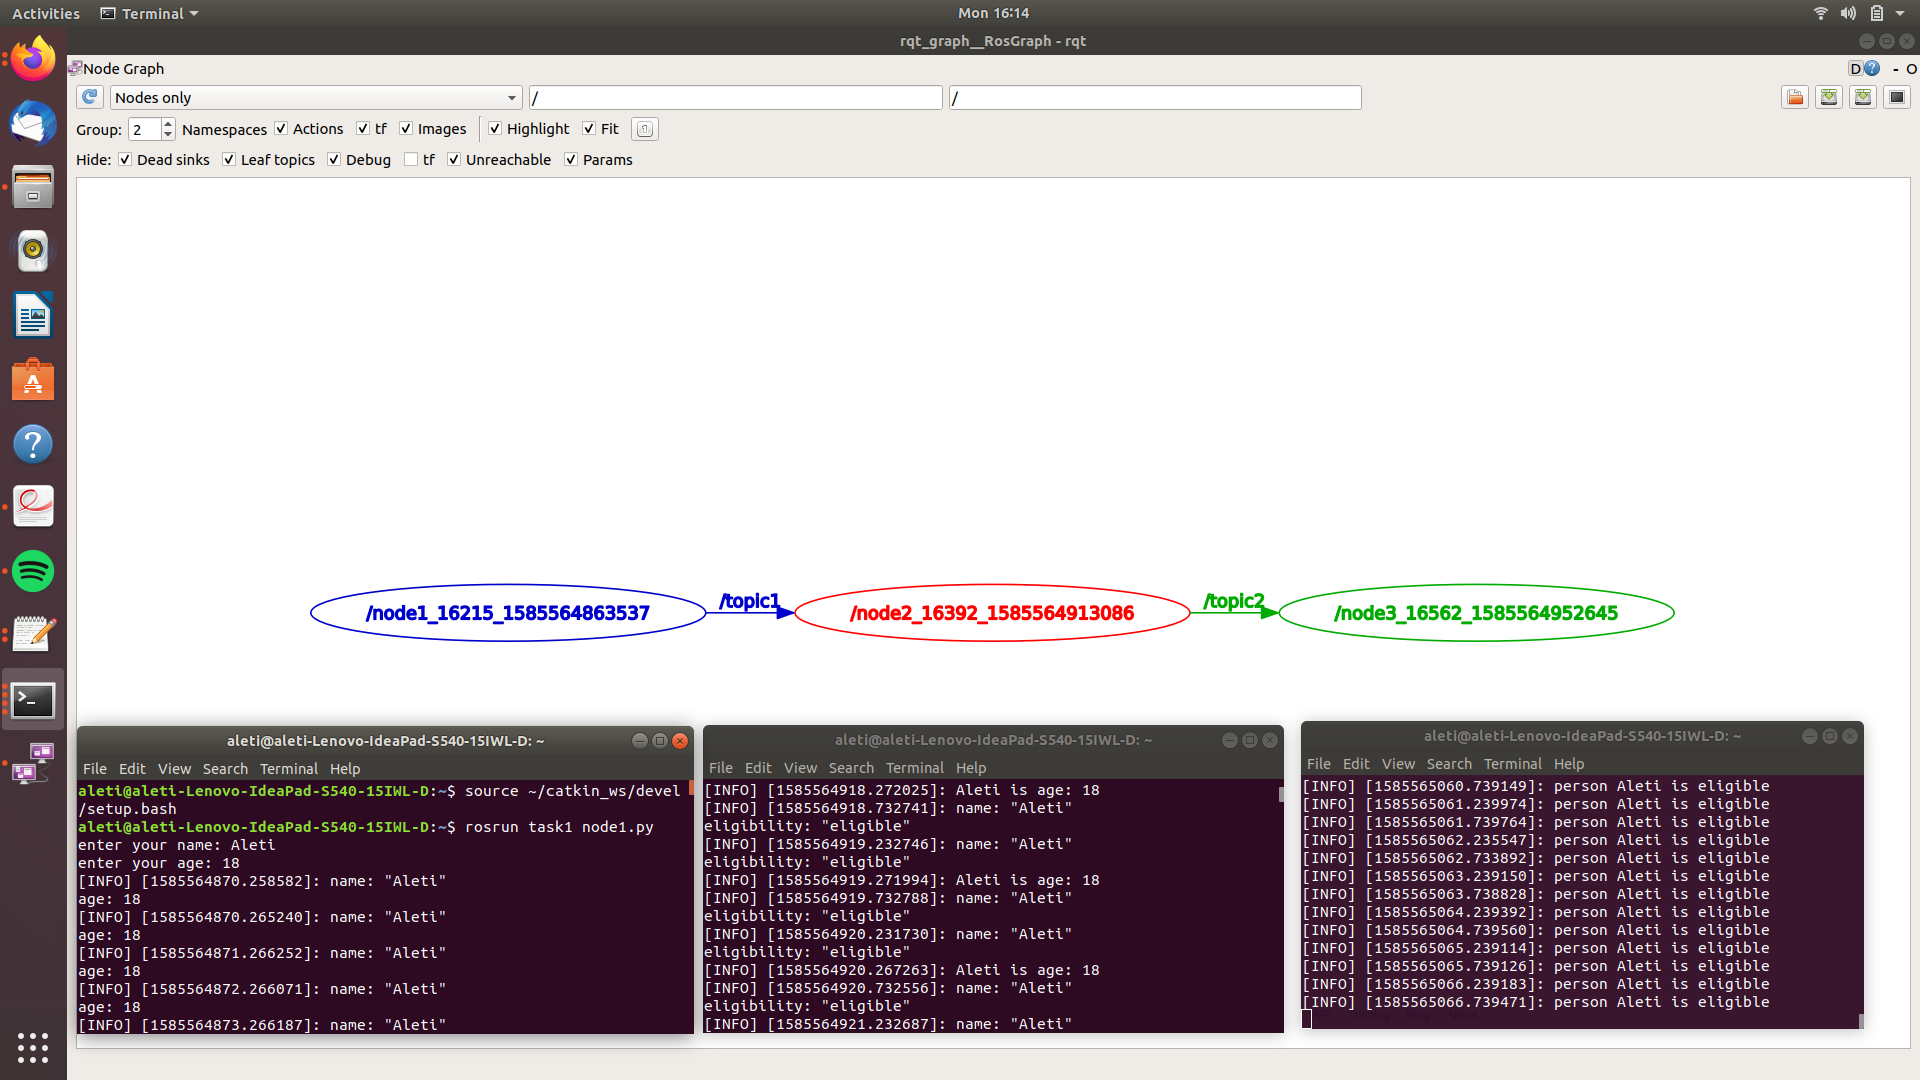 Activities Terminal Mon 16:14
rqt_graph__RosGraph - rqt
Node Graph D ? - O
Nodes only / /
Group: 2 Namespaces Actions tf Images Highlight Fit
Hide: Dead sinks Leaf topics Debug tf Unreachable Params
/node1_16215_1585564863537 /topic1 /node2_16392_1585564913086 /topic2 /node3_16562_1585564952645
aleti@aleti-Lenovo-IdeaPad-S540-15IWL-D: ~
File Edit View Search Terminal Help
aleti@aleti-Lenovo-IdeaPad-S540-15IWL-D:~$ source ~/catkin_ws/devel
/setup.bash
aleti@aleti-Lenovo-IdeaPad-S540-15IWL-D:~$ rosrun task1 node1.py
enter your name: Aleti
enter your age: 18
[INFO] [1585564870.258582]: name: "Aleti"
age: 18
[INFO] [1585564870.265240]: name: "Aleti"
age: 18
[INFO] [1585564871.266252]: name: "Aleti"
age: 18
[INFO] [1585564872.266071]: name: "Aleti"
age: 18
[INFO] [1585564873.266187]: name: "Aleti"
aleti@aleti-Lenovo-IdeaPad-S540-15IWL-D: ~
File Edit View Search Terminal Help
[INFO] [1585564918.272025]: Aleti is age: 18
[INFO] [1585564918.732741]: name: "Aleti"
eligibility: "eligible"
[INFO] [1585564919.232746]: name: "Aleti"
eligibility: "eligible"
[INFO] [1585564919.271994]: Aleti is age: 18
[INFO] [1585564919.732788]: name: "Aleti"
eligibility: "eligible"
[INFO] [1585564920.231730]: name: "Aleti"
eligibility: "eligible"
[INFO] [1585564920.267263]: Aleti is age: 18
[INFO] [1585564920.732556]: name: "Aleti"
eligibility: "eligible"
[INFO] [1585564921.232687]: name: "Aleti"
aleti@aleti-Lenovo-IdeaPad-S540-15IWL-D: ~
File Edit View Search Terminal Help
[INFO] [1585565060.739149]: person Aleti is eligible
[INFO] [1585565061.239974]: person Aleti is eligible
[INFO] [1585565061.739764]: person Aleti is eligible
[INFO] [1585565062.235547]: person Aleti is eligible
[INFO] [1585565062.733892]: person Aleti is eligible
[INFO] [1585565063.239150]: person Aleti is eligible
[INFO] [1585565063.738828]: person Aleti is eligible
[INFO] [1585565064.239392]: person Aleti is eligible
[INFO] [1585565064.739560]: person Aleti is eligible
[INFO] [1585565065.239114]: person Aleti is eligible
[INFO] [1585565065.739126]: person Aleti is eligible
[INFO] [1585565066.239183]: person Aleti is eligible
[INFO] [1585565066.739471]: person Aleti is eligible